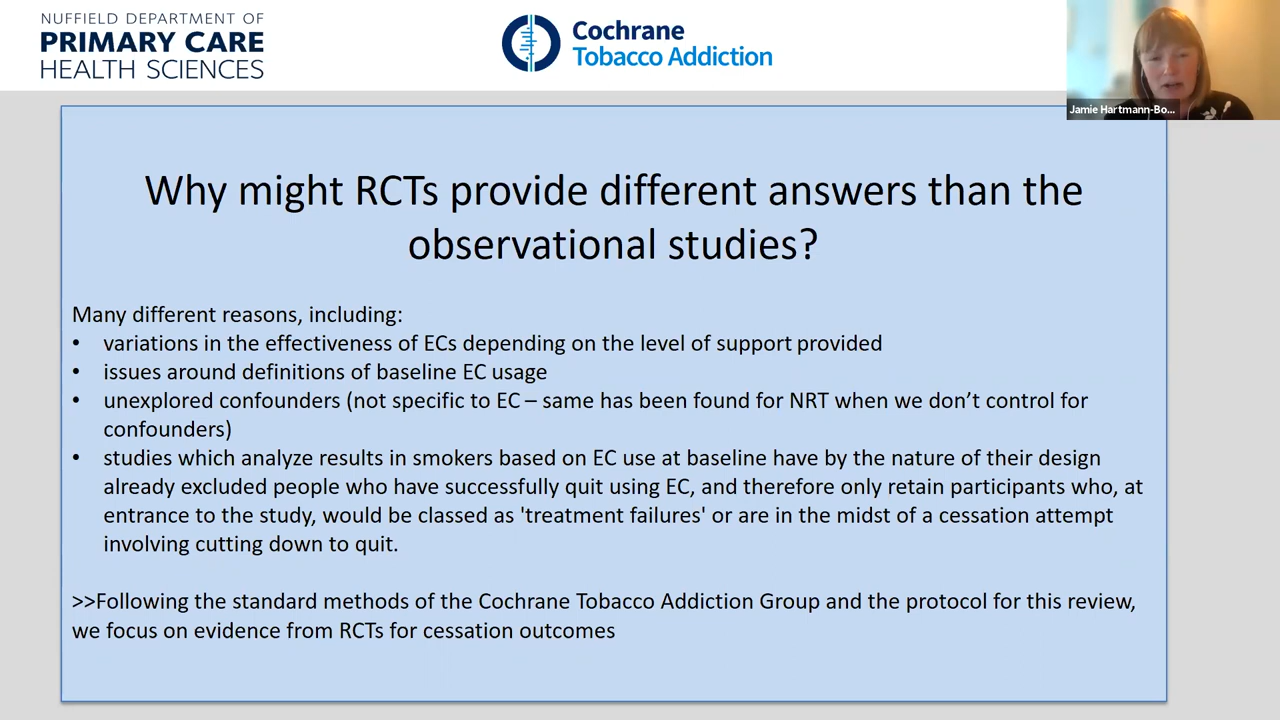 NUFFIELD DEPARTMENT OF
PRIMARY CARE
HEALTH SCIENCES
Cochrane
Tobacco Addiction
Jamie Hartmann-Bo...
Why might RCTs provide different answers than the
observational studies?
Many different reasons, including:
• variations in the effectiveness of ECs depending on the level of support provided
• issues around definitions of baseline EC usage
• unexplored confounders (not specific to EC – same has been found for NRT when we don’t control for
confounders)
• studies which analyze results in smokers based on EC use at baseline have by the nature of their design
already excluded people who have successfully quit using EC, and therefore only retain participants who, at
entrance to the study, would be classed as 'treatment failures' or are in the midst of a cessation attempt
involving cutting down to quit.
>>Following the standard methods of the Cochrane Tobacco Addiction Group and the protocol for this review,
we focus on evidence from RCTs for cessation outcomes